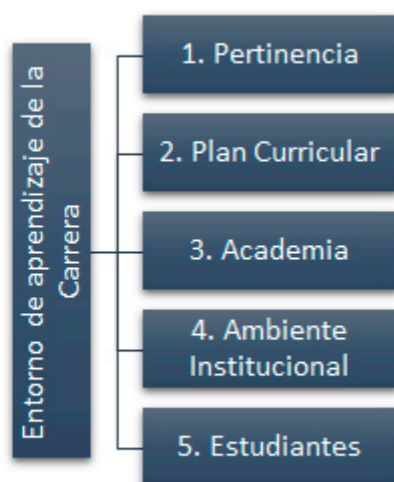 Entorno de aprendizaje de la
Carrera
1. Pertinencia
2. Plan Curricular
3. Academia
4. Ambiente
Institucional
5. Estudiantes